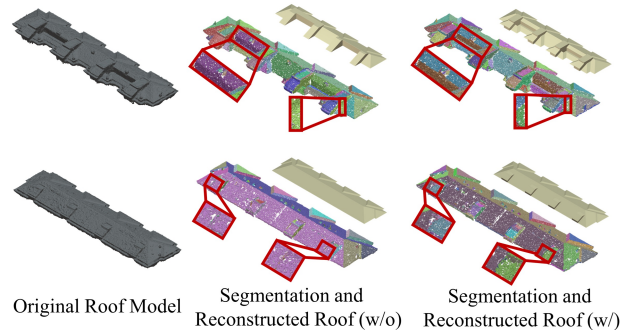 Original Roof Model
Segmentation and
Reconstructed Roof (w/o)
Segmentation and
Reconstructed Roof (w/)